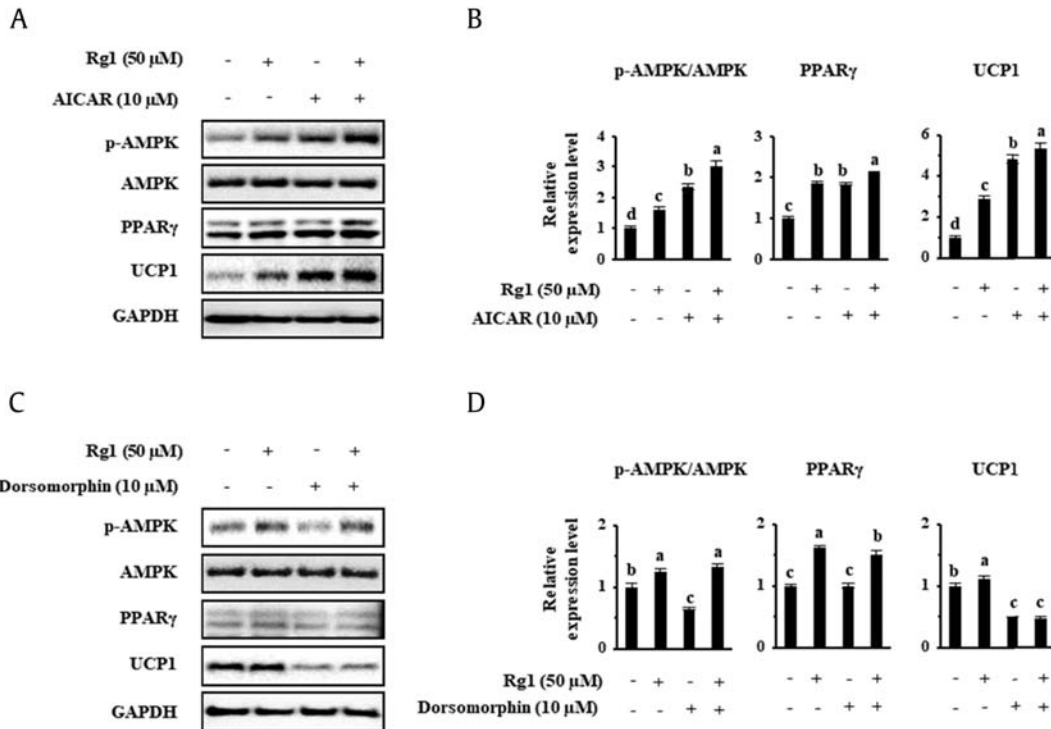 A
Rg1 (50 μM) - + - +
AICAR (10 μM) - - + +
p-AMPK
AMPK
PPARγ
UCP1
GAPDH
B
p-AMPK/AMPK PPARγ UCP1
Relative
expression level
4
3
2
1
0
d c b a
3
2
1
0
c b b a
6
4
2
0
d c b a
Rg1 (50 μM) - + - + - + - + - + - +
AICAR (10 μM) - - + + - - + + - - + +
C
Rg1 (50 μM) - + - +
Dorsomorphin (10 μM) - - + +
p-AMPK
AMPK
PPARγ
UCP1
GAPDH
D
p-AMPK/AMPK PPARγ UCP1
Relative
expression level
2
1
0
b a c a
2
1
0
c a c b
2
1
0
b a c c
Rg1 (50 μM) - + - + - + - + - + - +
Dorsomorphin (10 μM) - - + + - - + + - - + +